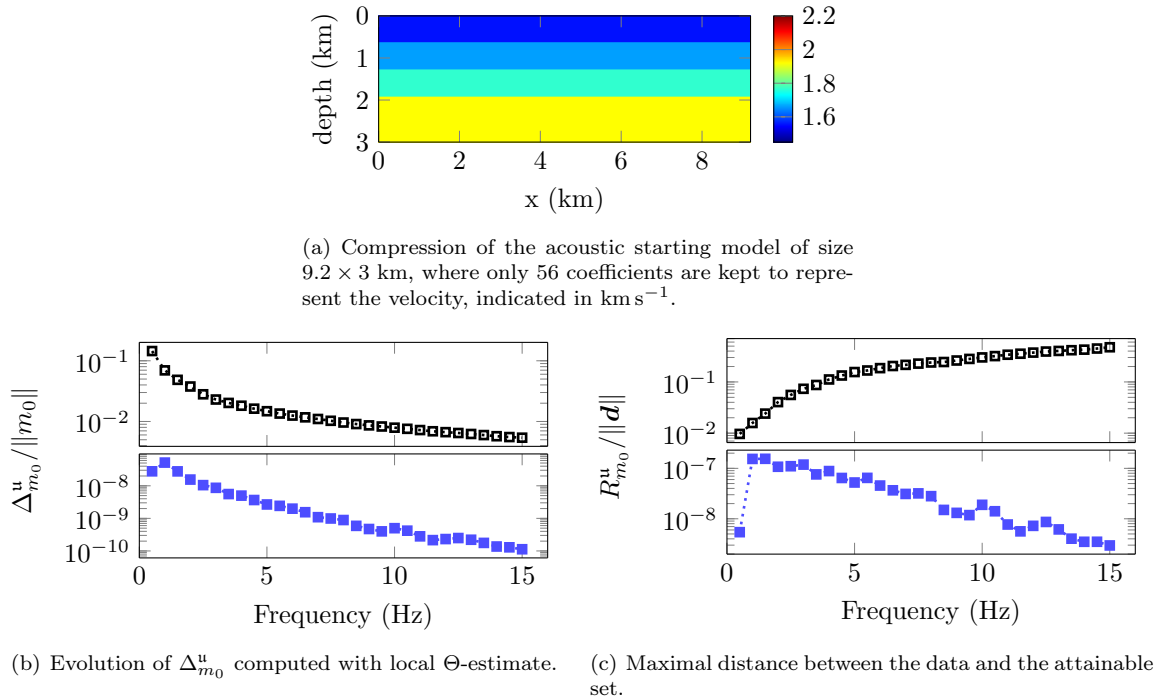 0
1
2
3
depth (km)
0
2
4
6
8
x (km)
2.2
2
1.8
1.6
(a) Compression of the acoustic starting model of size
9.2 × 3 km, where only 56 coefficients are kept to repre-
sent the velocity, indicated in km s⁻¹.
10⁻¹
10⁻²
10⁻⁸
10⁻⁹
10⁻¹⁰
Δᵘₘ₀/||m₀||
0
5
10
15
Frequency (Hz)
(b) Evolution of Δᵘₘ₀ computed with local Θ-estimate.
10⁻¹
10⁻²
10⁻⁷
10⁻⁸
Rᵘₘ₀/||d||
0
5
10
15
Frequency (Hz)
(c) Maximal distance between the data and the attainable
set.